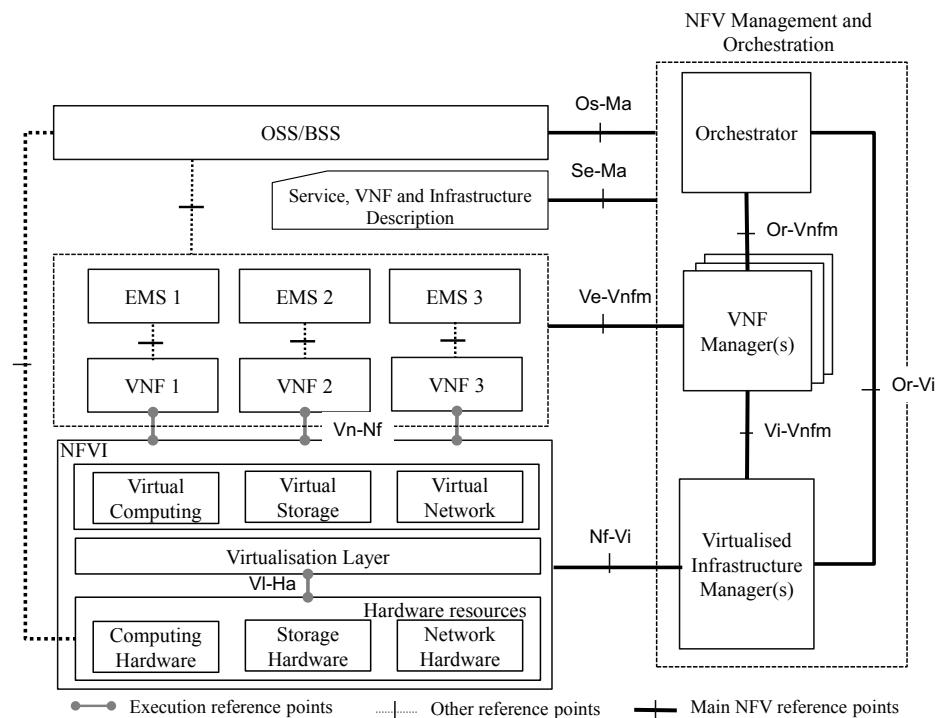 NFV Management and
Orchestration
Os-Ma
OSS/BSS
Orchestrator
Se-Ma
Service, VNF and Infrastructure
Description
Or-Vnfm
EMS 1
EMS 2
EMS 3
Ve-Vnfm
VNF
Manager(s)
VNF 1
VNF 2
VNF 3
Or-Vi
Vn-Nf
Vi-Vnfm
NFVI
Virtual
Computing
Virtual
Storage
Virtual
Network
Nf-Vi
Virtualised
Infrastructure
Manager(s)
Virtualisation Layer
Vl-Ha
Hardware resources
Computing
Hardware
Storage
Hardware
Network
Hardware
Execution reference points
Other reference points
Main NFV reference points